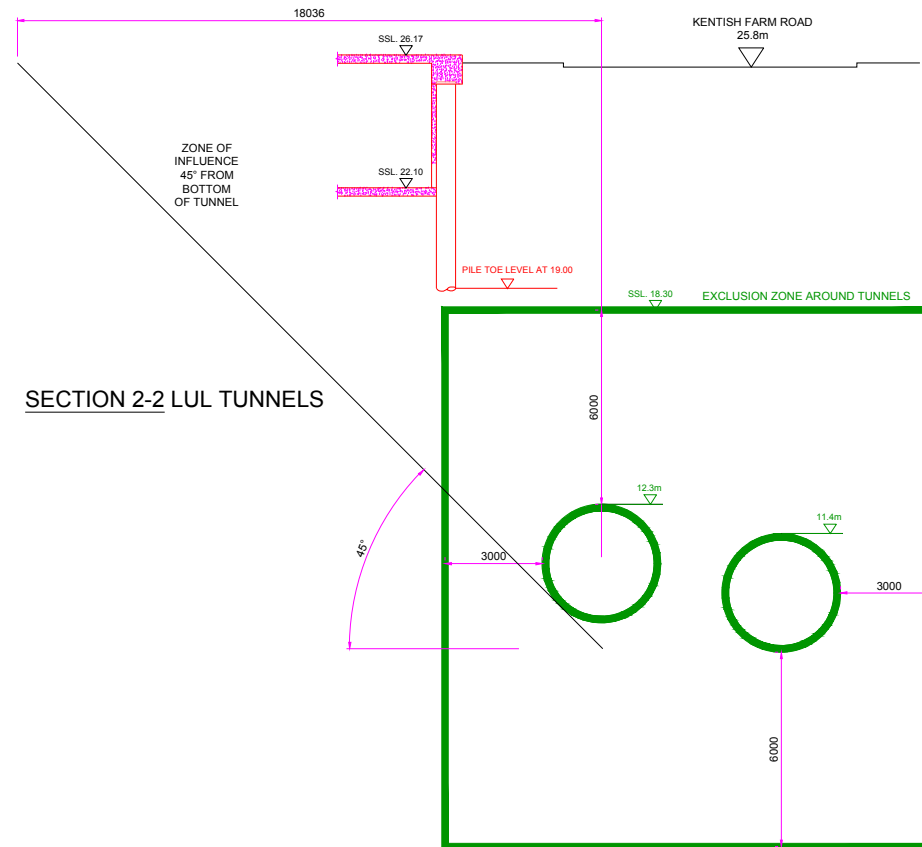 18036
KENTISH FARM ROAD
25.8m
SSL. 26.17
ZONE OF
INFLUENCE
45° FROM
BOTTOM
OF TUNNEL
SSL. 22.10
PILE TOE LEVEL AT 19.00
SSL. 18.30
EXCLUSION ZONE AROUND TUNNELS
SECTION 2-2 LUL TUNNELS
6000
12.3m
11.4m
45°
3000
3000
6000